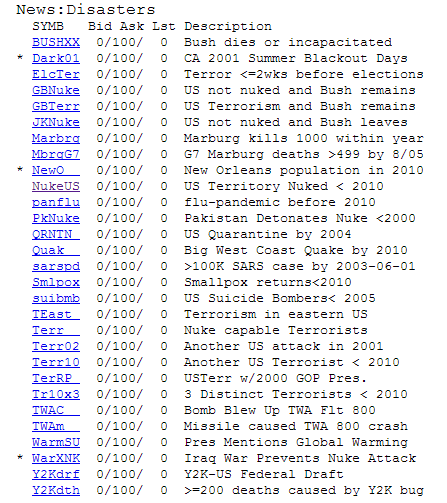 News:Disasters
SYMB Bid Ask Lst Description
BUSHXX 0/100/ 0 Bush dies or incapacitated
* Dark01 0/100/ 0 CA 2001 Summer Blackout Days
ElcTer 0/100/ 0 Terror <=2wks before elections
GBNuke 0/100/ 0 US not nuked and Bush remains
GBTerr 0/100/ 0 US Terrorism and Bush remains
JKNuke 0/100/ 0 US not nuked and Bush leaves
Marbrg 0/100/ 0 Marburg kills 1000 within year
MbrgG7 0/100/ 0 G7 Marburg deaths >499 by 8/05
* NewO 0/100/ 0 New Orleans population in 2010
NukeUS 0/100/ 0 US Territory Nuked < 2010
panflu 0/100/ 0 flu-pandemic before 2010
PkNuke 0/100/ 0 Pakistan Detonates Nuke <2000
QRNTN 0/100/ 0 US Quarantine by 2004
Quak 0/100/ 0 Big West Coast Quake by 2010
sarspd 0/100/ 0 >100K SARS case by 2003-06-01
Smlpox 0/100/ 0 Smallpox returns<2010
suibmb 0/100/ 0 US Suicide Bombers< 2005
TEast 0/100/ 0 Terrorism in eastern US
Terr 0/100/ 0 Nuke capable Terrorists
Terr02 0/100/ 0 Another US attack in 2001
Terr10 0/100/ 0 Another US Terrorist < 2010
TerRP 0/100/ 0 USTerr w/2000 GOP Pres.
Tr10x3 0/100/ 0 3 Distinct Terrorists < 2010
TWAC 0/100/ 0 Bomb Blew Up TWA Flt 800
TWAm 0/100/ 0 Missile caused TWA 800 crash
WarmSU 0/100/ 0 Pres Mentions Global Warming
* WarXNK 0/100/ 0 Iraq War Prevents Nuke Attack
Y2Kdrf 0/100/ 0 Y2K-US Federal Draft
Y2Kdth 0/100/ 0 >=200 deaths caused by Y2K bug